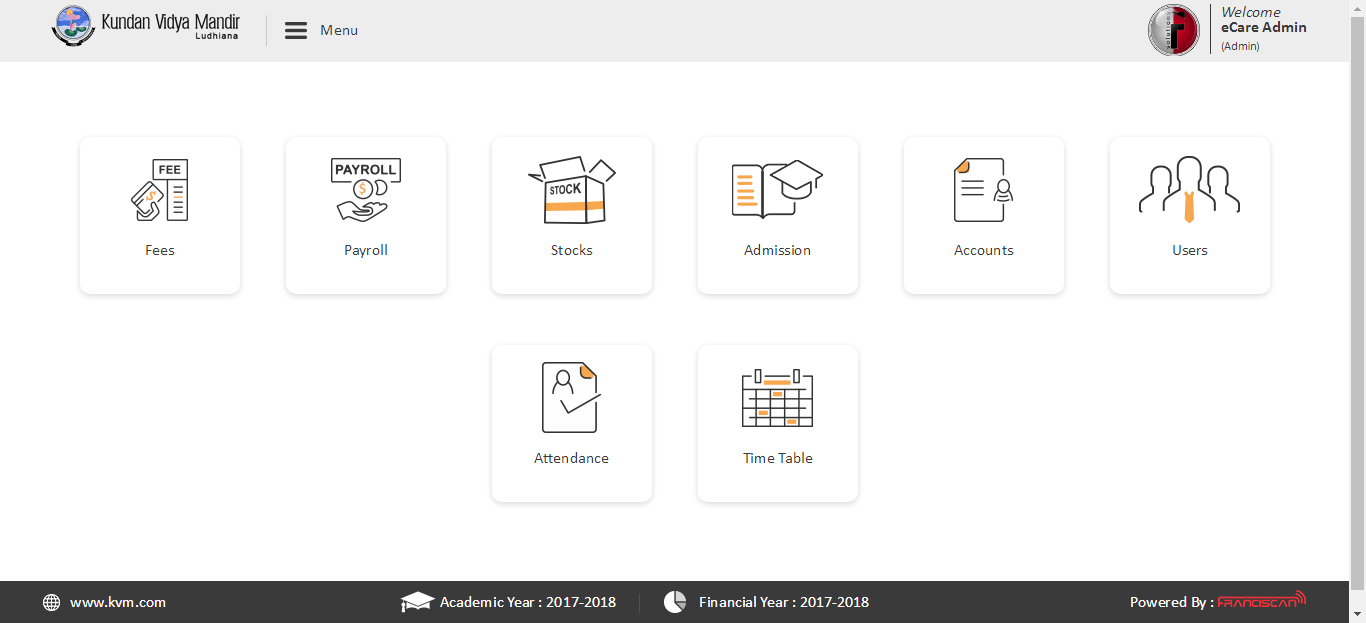 Kundan Vidya Mandir
Ludhiana
Menu
solutions
Welcome
eCare Admin
(Admin)
FEE
Fees
PAYROLL
$
Payroll
STOCK
Stocks
Admission
Accounts
Users
Attendance
Time Table
www.kvm.com
Academic Year : 2017-2018
Financial Year : 2017-2018
Powered By : FRANCISCAN